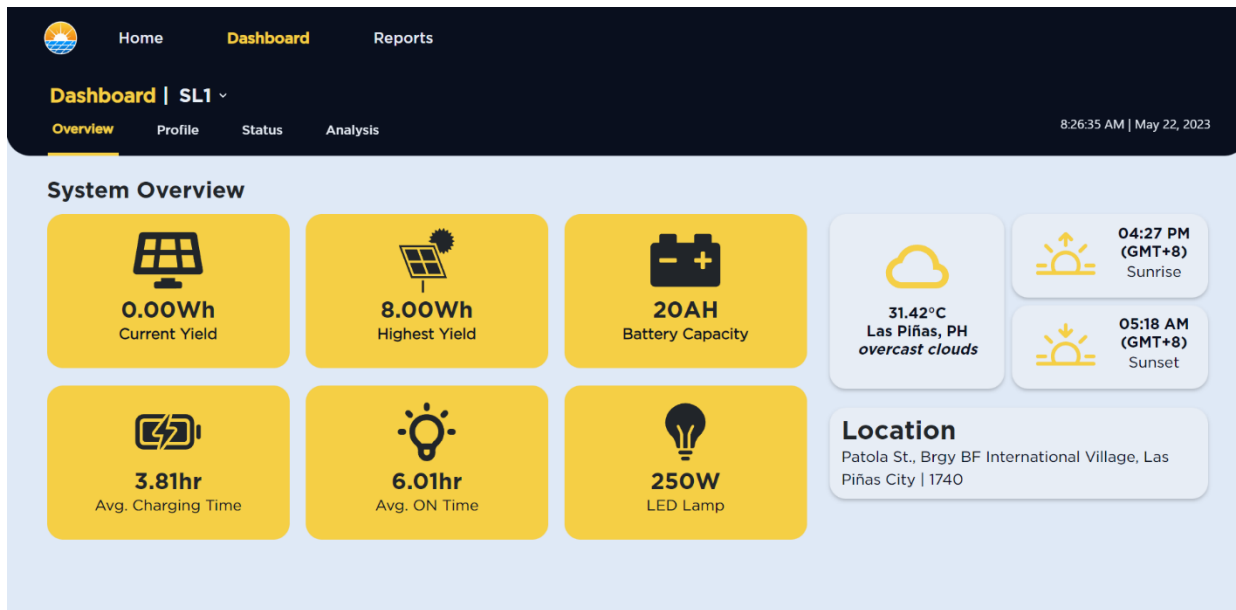 Home Dashboard Reports
Dashboard | SL1
Overview Profile Status Analysis
8:26:35 AM | May 22, 2023
System Overview
0.00Wh
Current Yield
8.00Wh
Highest Yield
20AH
Battery Capacity
31.42°C
Las Piñas, PH
overcast clouds
04:27 PM
(GMT+8)
Sunrise
05:18 AM
(GMT+8)
Sunset
3.81hr
Avg. Charging Time
6.01hr
Avg. ON Time
250W
LED Lamp
Location
Patola St., Brgy BF International Village, Las
Piñas City | 1740